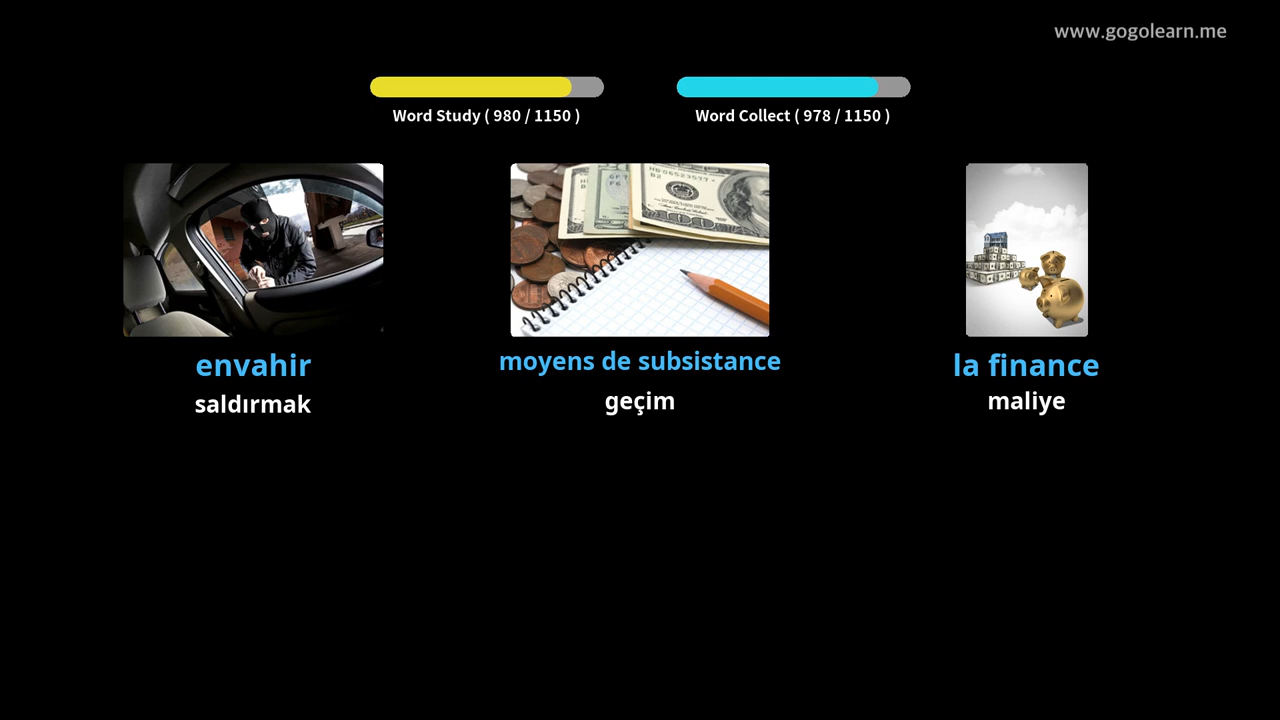 www.gogolearn.me
Word Study ( 980 / 1150 )
Word Collect ( 978 / 1150 )
envahir
moyens de subsistance
la finance
saldırmak
geçim
maliye